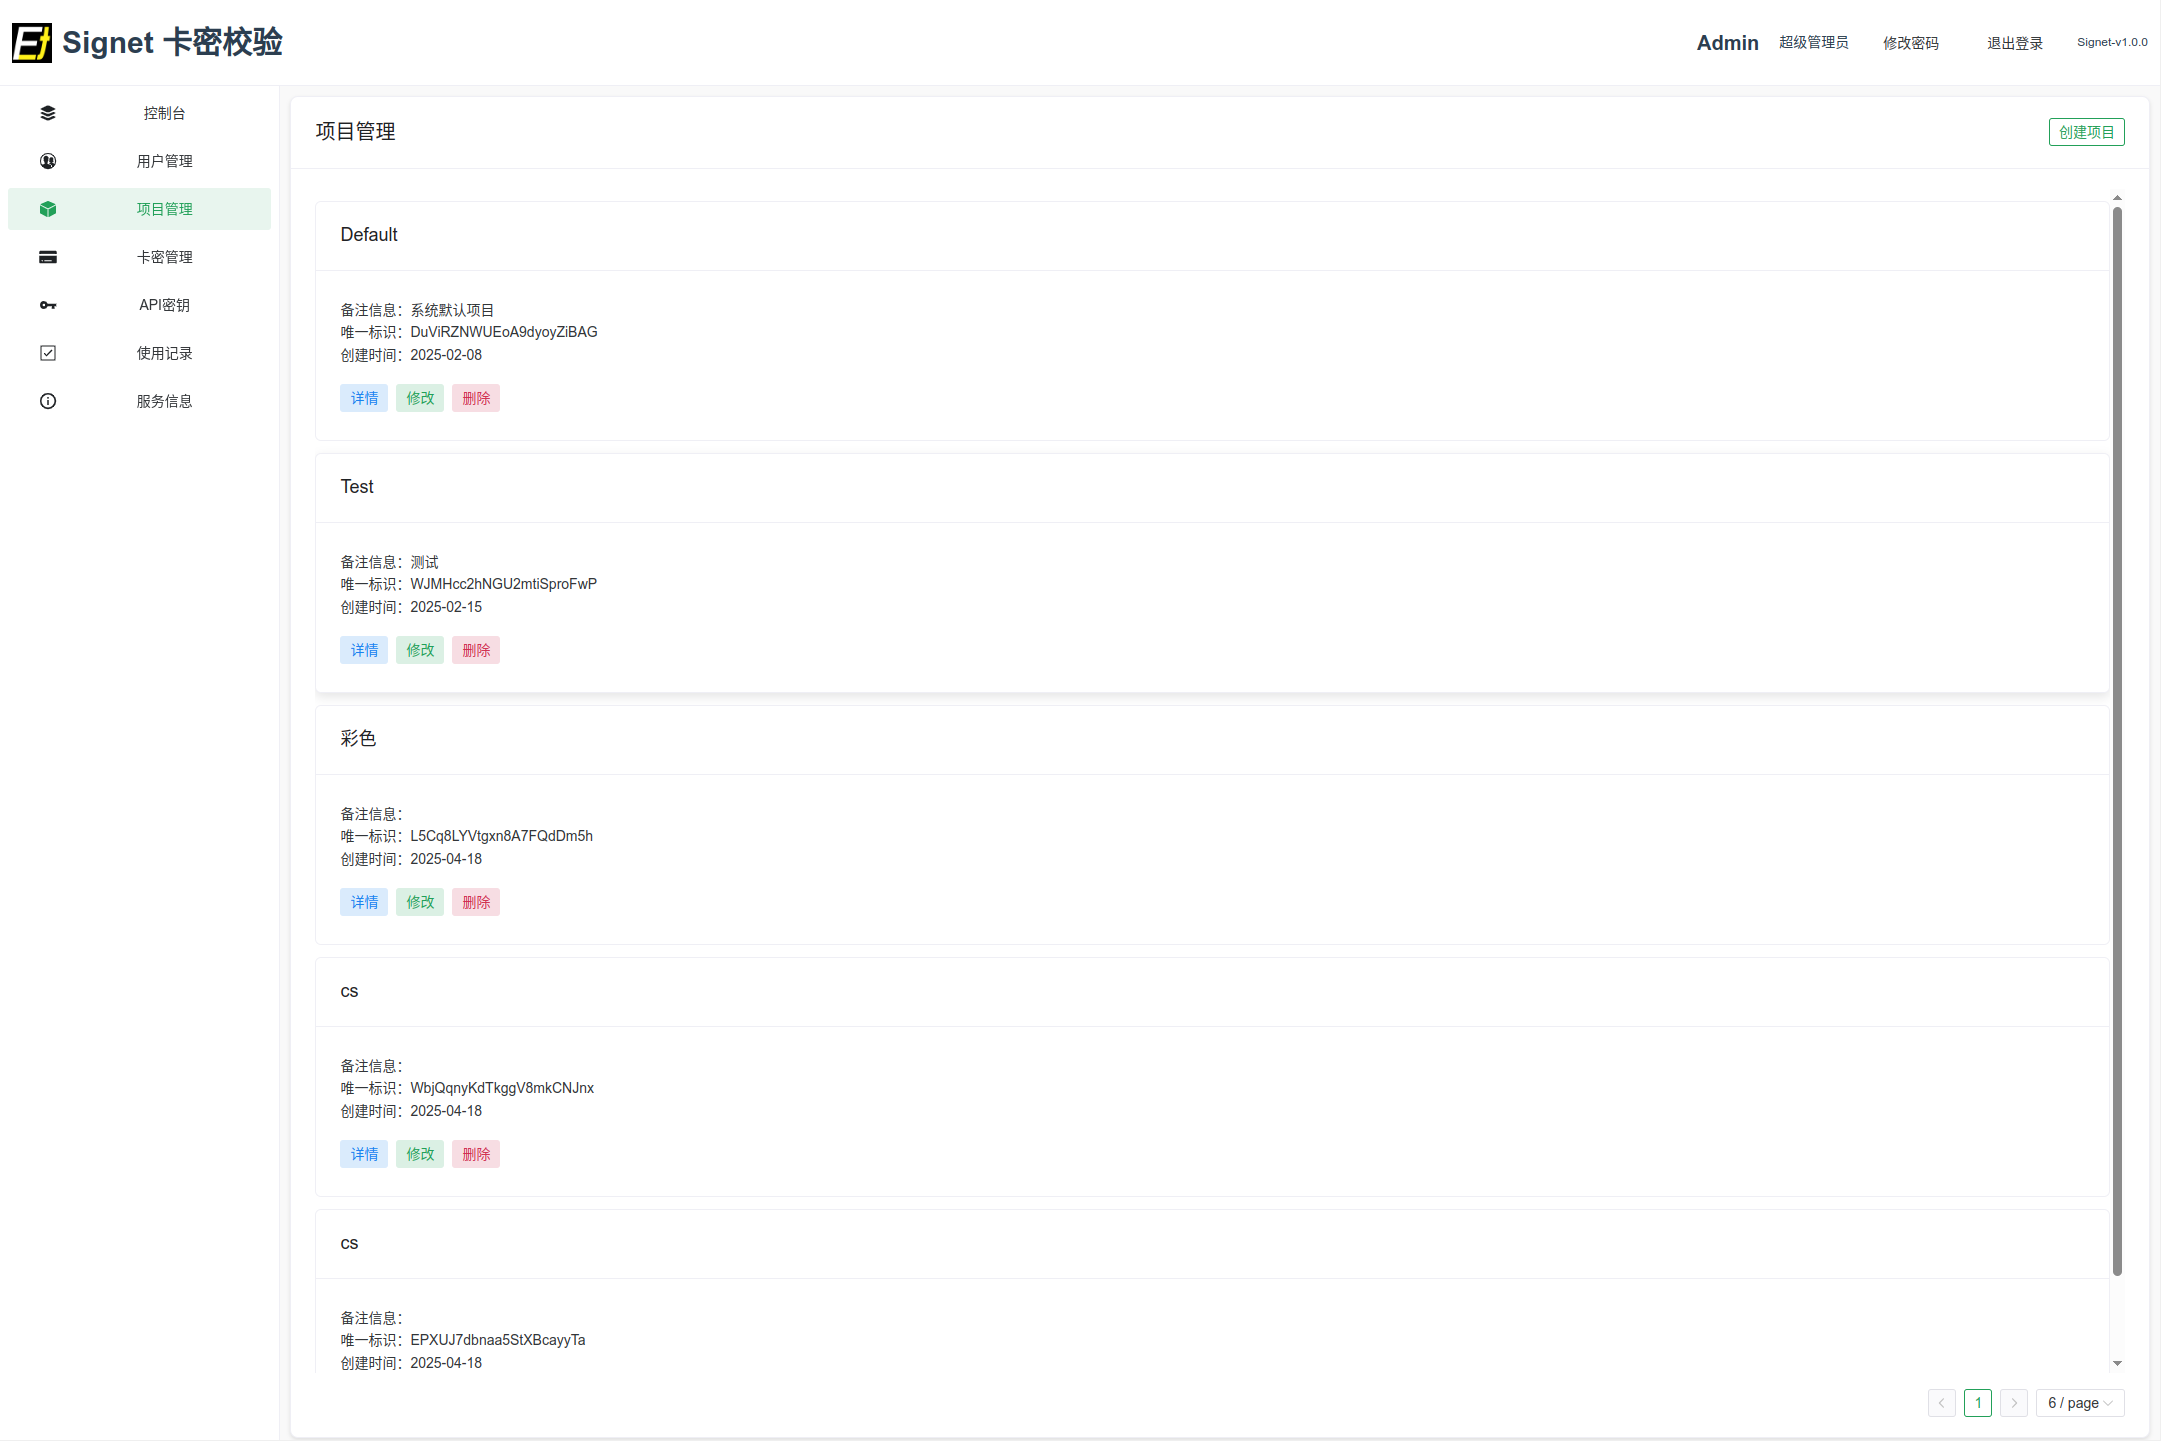 Et Signet 卡密校验
Admin 超级管理员 修改密码 退出登录 Signet-v1.0.0
控制台
用户管理
项目管理
卡密管理
API密钥
使用记录
服务信息
项目管理 创建项目
Default
备注信息：系统默认项目
唯一标识：DuViRZNWUEoA9dyoyZiBAG
创建时间：2025-02-08
详情 修改 删除
Test
备注信息：测试
唯一标识：WJMHcc2hNGU2mtiSproFwP
创建时间：2025-02-15
详情 修改 删除
彩色
备注信息：
唯一标识：L5Cq8LYVtgxn8A7FQdDm5h
创建时间：2025-04-18
详情 修改 删除
cs
备注信息：
唯一标识：WbjQqnyKdTkggV8mkCNJnx
创建时间：2025-04-18
详情 修改 删除
cs
备注信息：
唯一标识：EPXUJ7dbnaa5StXBcayyTa
创建时间：2025-04-18
1 6 / page